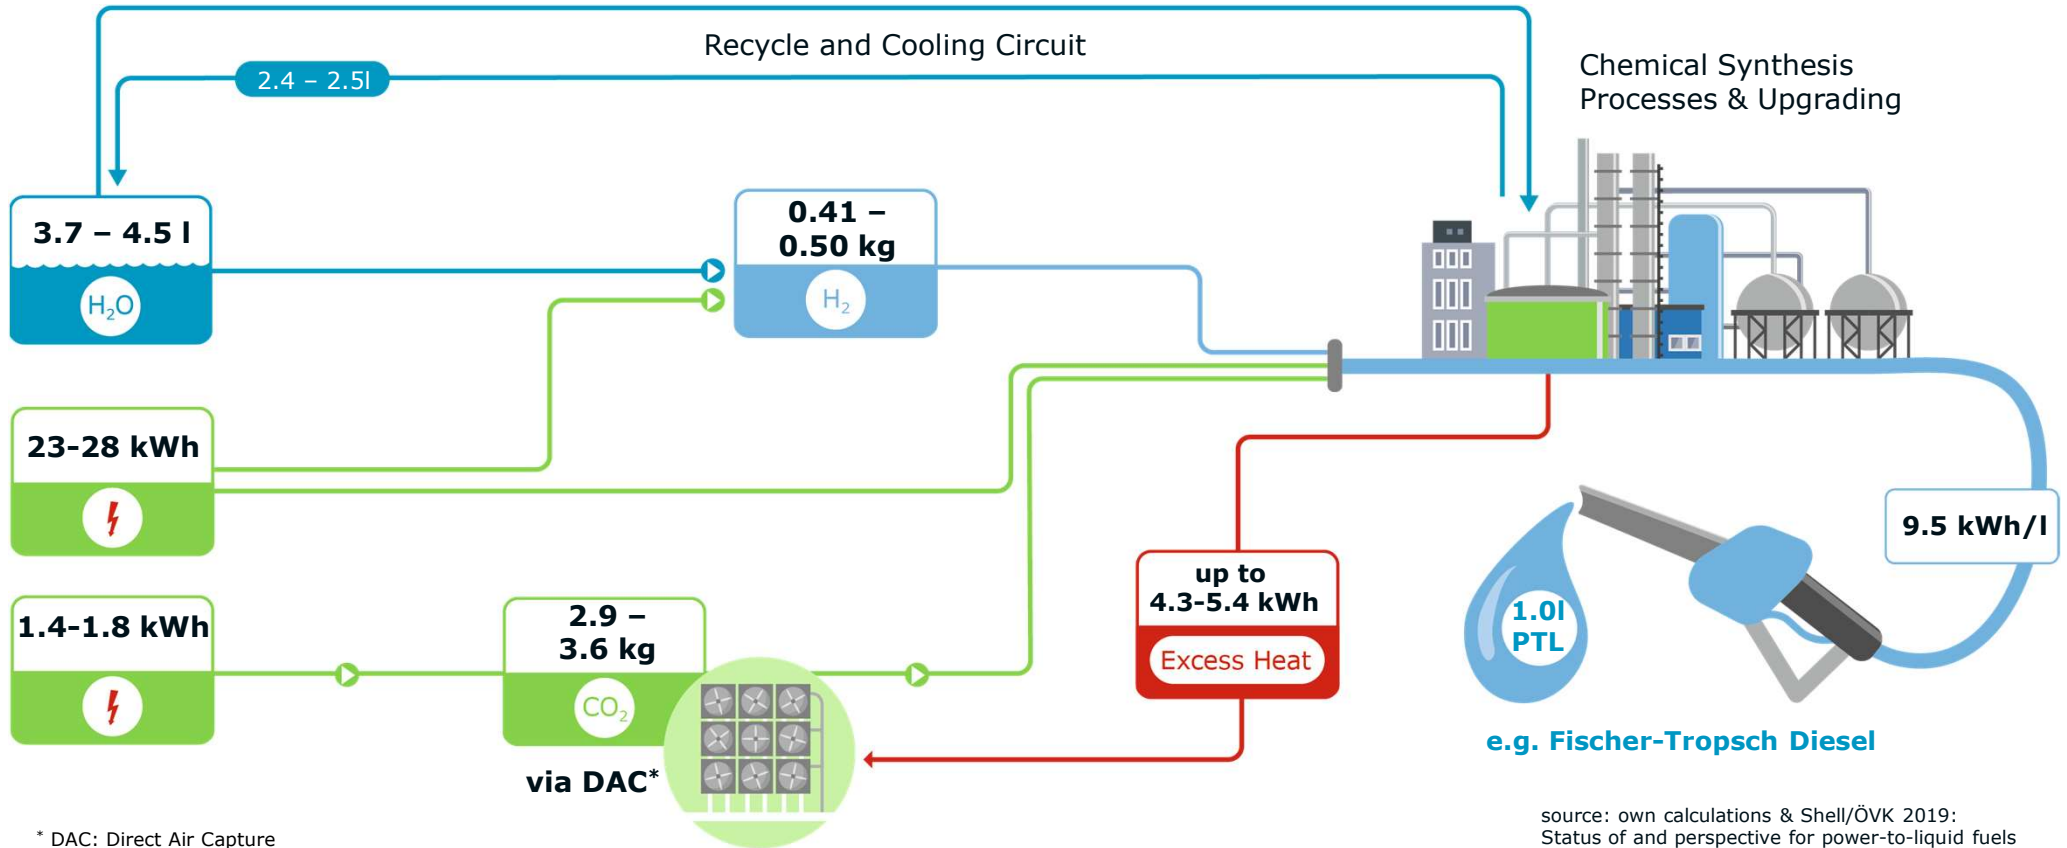 Recycle and Cooling Circuit
2.4 – 2.5l
Chemical Synthesis
Processes & Upgrading
3.7 – 4.5 l
H₂O
0.41 –
0.50 kg
H₂
23-28 kWh
1.4-1.8 kWh
2.9 –
3.6 kg
CO₂
via DAC*
up to
4.3-5.4 kWh
Excess Heat
9.5 kWh/l
1.0l
PTL
e.g. Fischer-Tropsch Diesel
* DAC: Direct Air Capture
source: own calculations & Shell/ÖVK 2019:
Status of and perspective for power-to-liquid fuels